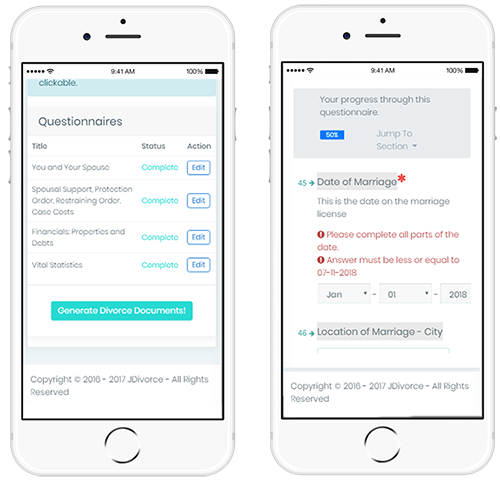 9:41 AM
100%
clickable.
Questionnaires
Title Status Action
You and Your Spouse Complete Edit
Spousal Support, Protection
Order, Restraining Order,
Case Costs
Complete Edit
Financials: Properties and
Debts
Complete Edit
Vital Statistics Complete Edit
Generate Divorce Documents!
Copyright © 2016 - 2017 JDivorce - All Rights
Reserved
9:41 AM
100%
Your progress through this
questionnaire.
50%
Jump To
Section
45 → Date of Marriage*
This is the date on the marriage
license
Please complete all parts of the
date.
Answer must be less or equal to
07-11-2018
Jan - 01 - 2018
46 → Location of Marriage - City
Copyright © 2016 - 2017 JDivorce - All Rights
Reserved